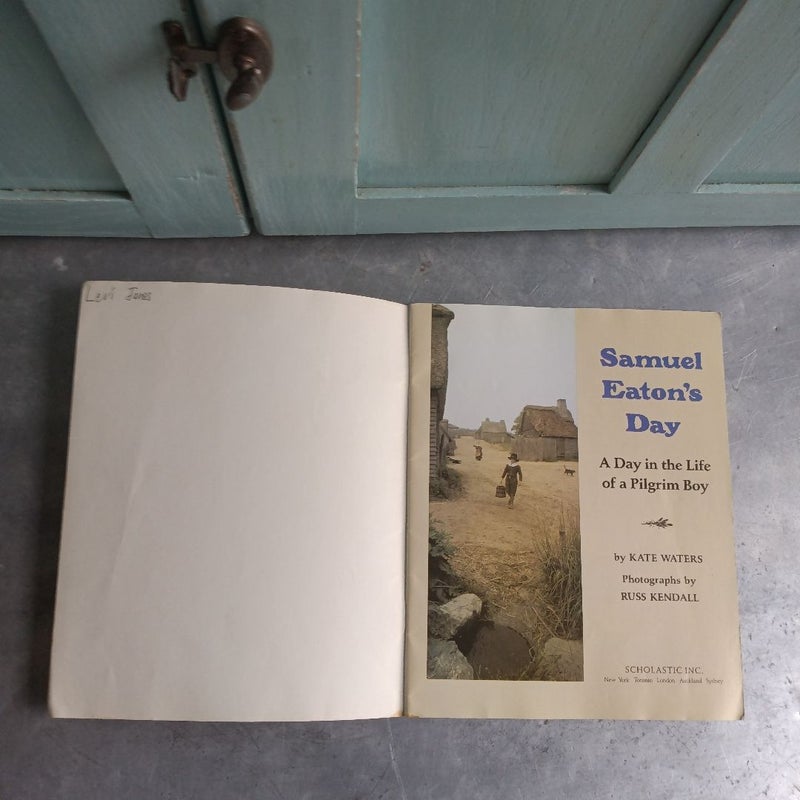 Jones
Samuel
Eaton's
Day
A Day in the Life
of a Pilgrim Boy
by KATE WATERS
Photographs by
RUSS KENDALL
SCHOLASTIC INC.
New York Toronto London Auckland Sydney